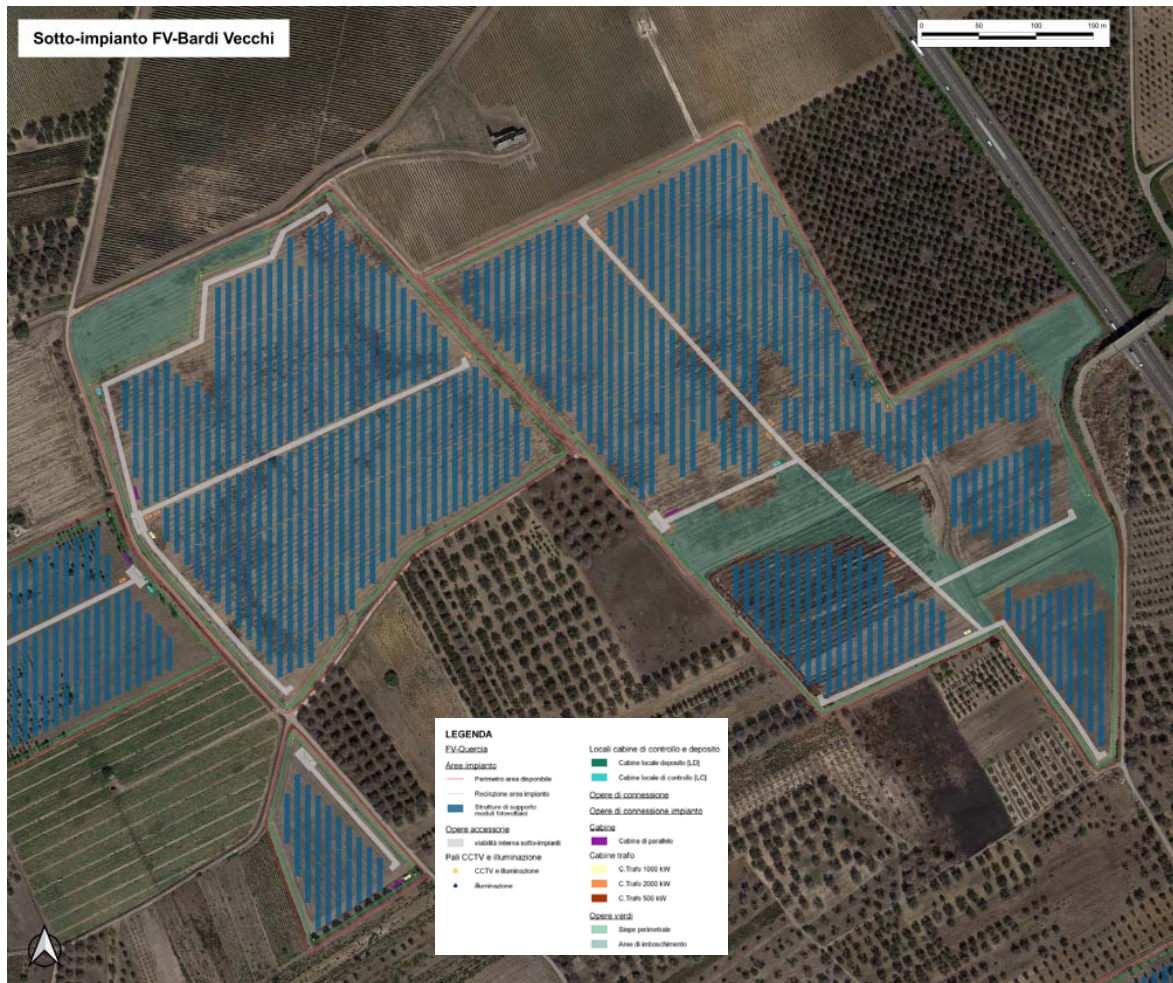 Sotto-impianto FV-Bardi Vecchi
0 50 100 150 m
LEGENDA
FV-Quercia
Aree impianto
Perimetro area disponibile
Recinzione area impianto
Strutture di supporto
moduli fotovoltaici
Opere accessorie
viabilità interna sotto-impianti
Pali CCTV e illuminazione
CCTV e illuminazione
illuminazione
Locali cabine di controllo e deposito
Cabine locale deposito [LD]
Cabine locale di controllo [LC]
Opere di connessione
Opere di connessione impianto
Cabine
Cabina di parallelo
Cabine trafo
C.Trafo 1000 kW
C.Trafo 2000 kW
C.Trafo 500 kW
Opere verdi
Siepe perimetrale
Aree di imboschimento